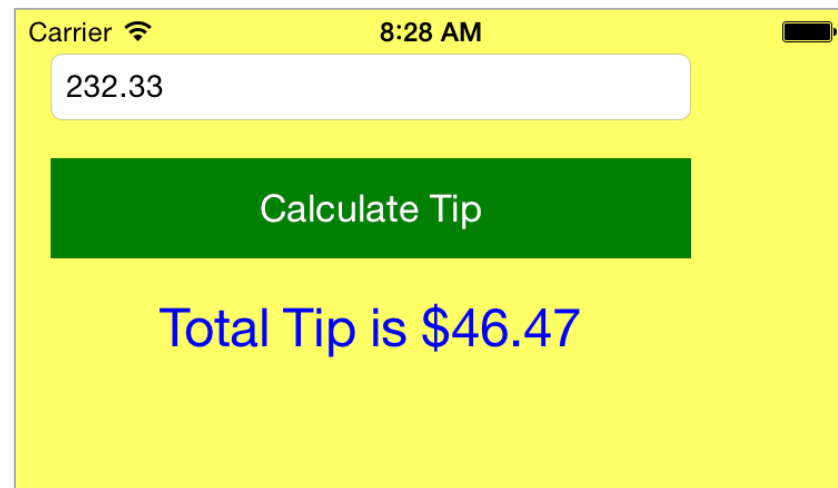 Carrier 8:28 AM
232.33
Calculate Tip
Total Tip is $46.47